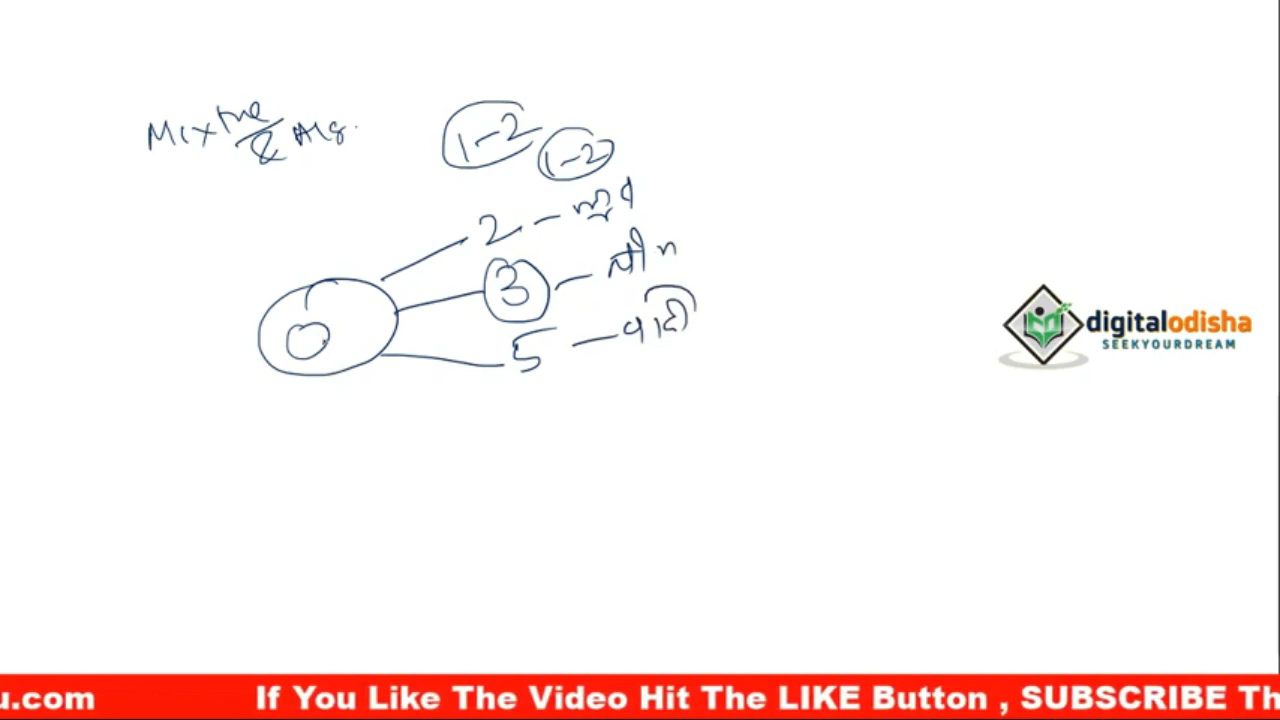 Mixture & Alg.
1-2
1-2
2 -
3 -
5 - पानी
digitalodisha
SEEKYOURDREAM
u.com If You Like The Video Hit The LIKE Button , SUBSCRIBE Th